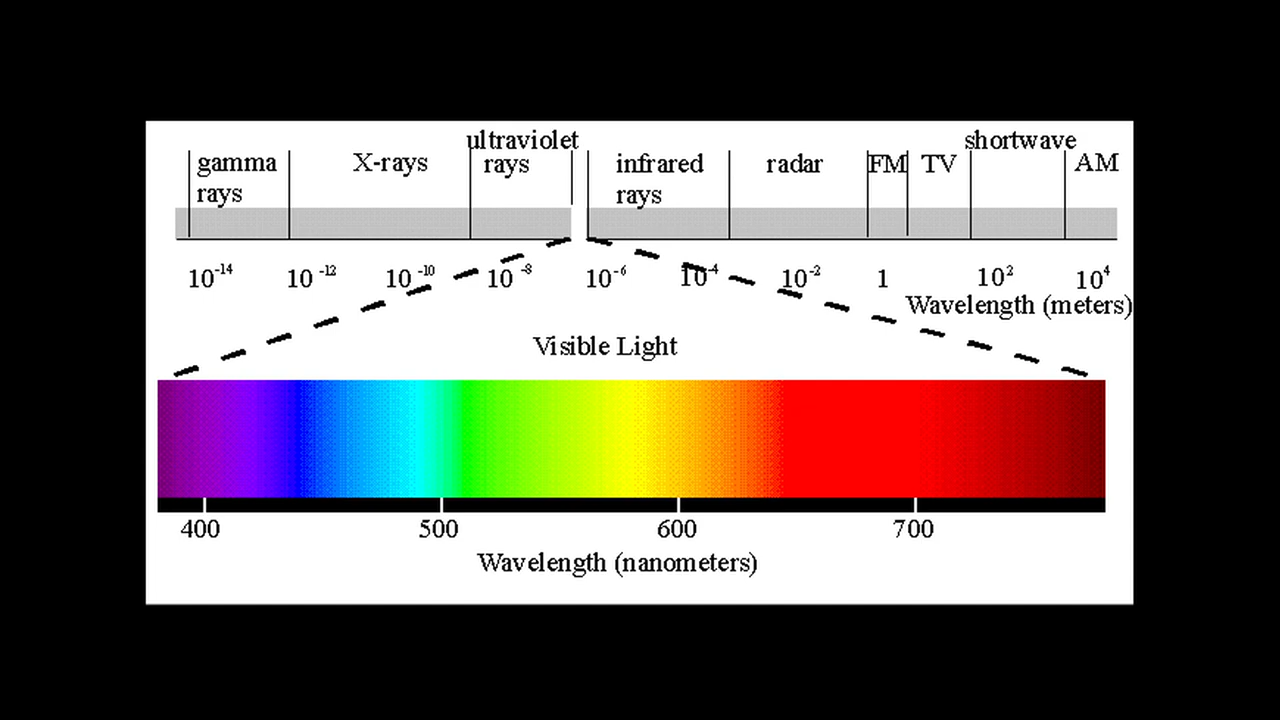 ultraviolet shortwave
gamma X-rays rays infrared radar FM TV AM
rays rays
10-14 10-12 10-10 10-8 10-6 10-4 10-2 1 102 104
Wavelength (meters)
Visible Light
400 500 600 700
Wavelength (nanometers)